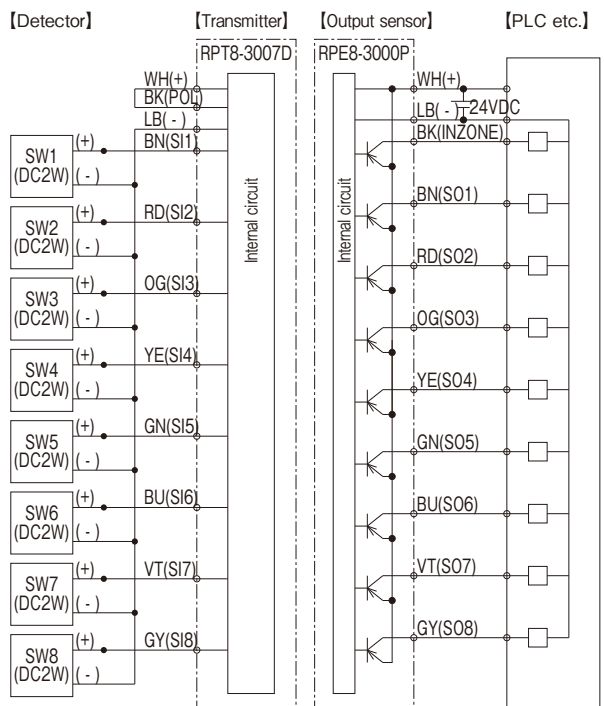 【Detector】
【Transmitter】
【Output sensor】
【PLC etc.】
RPT8-3007D
RPE8-3000P
WH(+)
BK(POL)
LB( - )
BN(SI1)
RD(SI2)
OG(SI3)
YE(SI4)
GN(SI5)
BU(SI6)
VT(SI7)
GY(SI8)
SW1
(DC2W)
(+)
( - )
SW2
(DC2W)
(+)
( - )
SW3
(DC2W)
(+)
( - )
SW4
(DC2W)
(+)
( - )
SW5
(DC2W)
(+)
( - )
SW6
(DC2W)
(+)
( - )
SW7
(DC2W)
(+)
( - )
SW8
(DC2W)
(+)
( - )
Internal circuit
Internal circuit
WH(+)
LB( - )
24VDC
BK(INZONE)
BN(SO1)
RD(SO2)
OG(SO3)
YE(SO4)
GN(SO5)
BU(SO6)
VT(SO7)
GY(SO8)